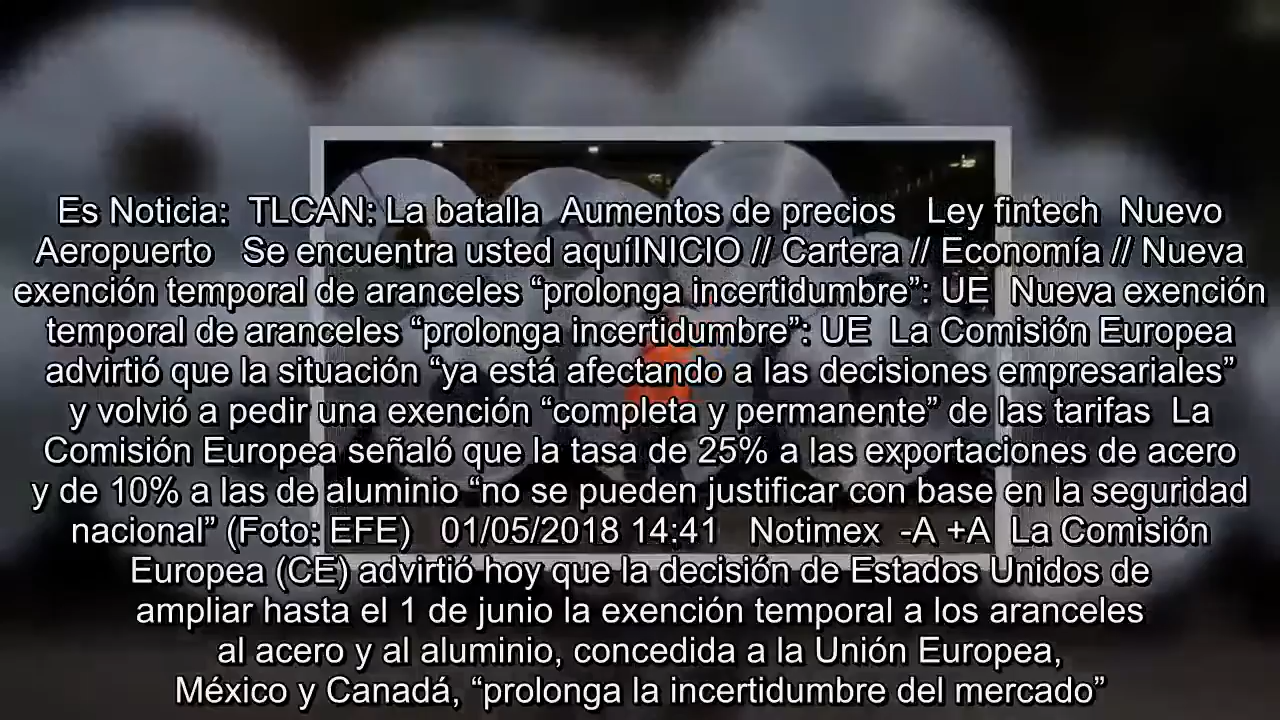 Es Noticia: TLCAN: La batalla Aumentos de precios Ley fintech Nuevo
Aeropuerto Se encuentra usted aquíINICIO // Cartera // Economía // Nueva
exención temporal de aranceles “prolonga incertidumbre”: UE Nueva exención
temporal de aranceles “prolonga incertidumbre”: UE La Comisión Europea
advirtió que la situación “ya está afectando a las decisiones empresariales”
y volvió a pedir una exención “completa y permanente” de las tarifas La
Comisión Europea señaló que la tasa de 25% a las exportaciones de acero
y de 10% a las de aluminio “no se pueden justificar con base en la seguridad
nacional” (Foto: EFE) 01/05/2018 14:41 Notimex -A +A La Comisión
Europea (CE) advirtió hoy que la decisión de Estados Unidos de
ampliar hasta el 1 de junio la exención temporal a los aranceles
al acero y al aluminio, concedida a la Unión Europea,
México y Canadá, “prolonga la incertidumbre del mercado”